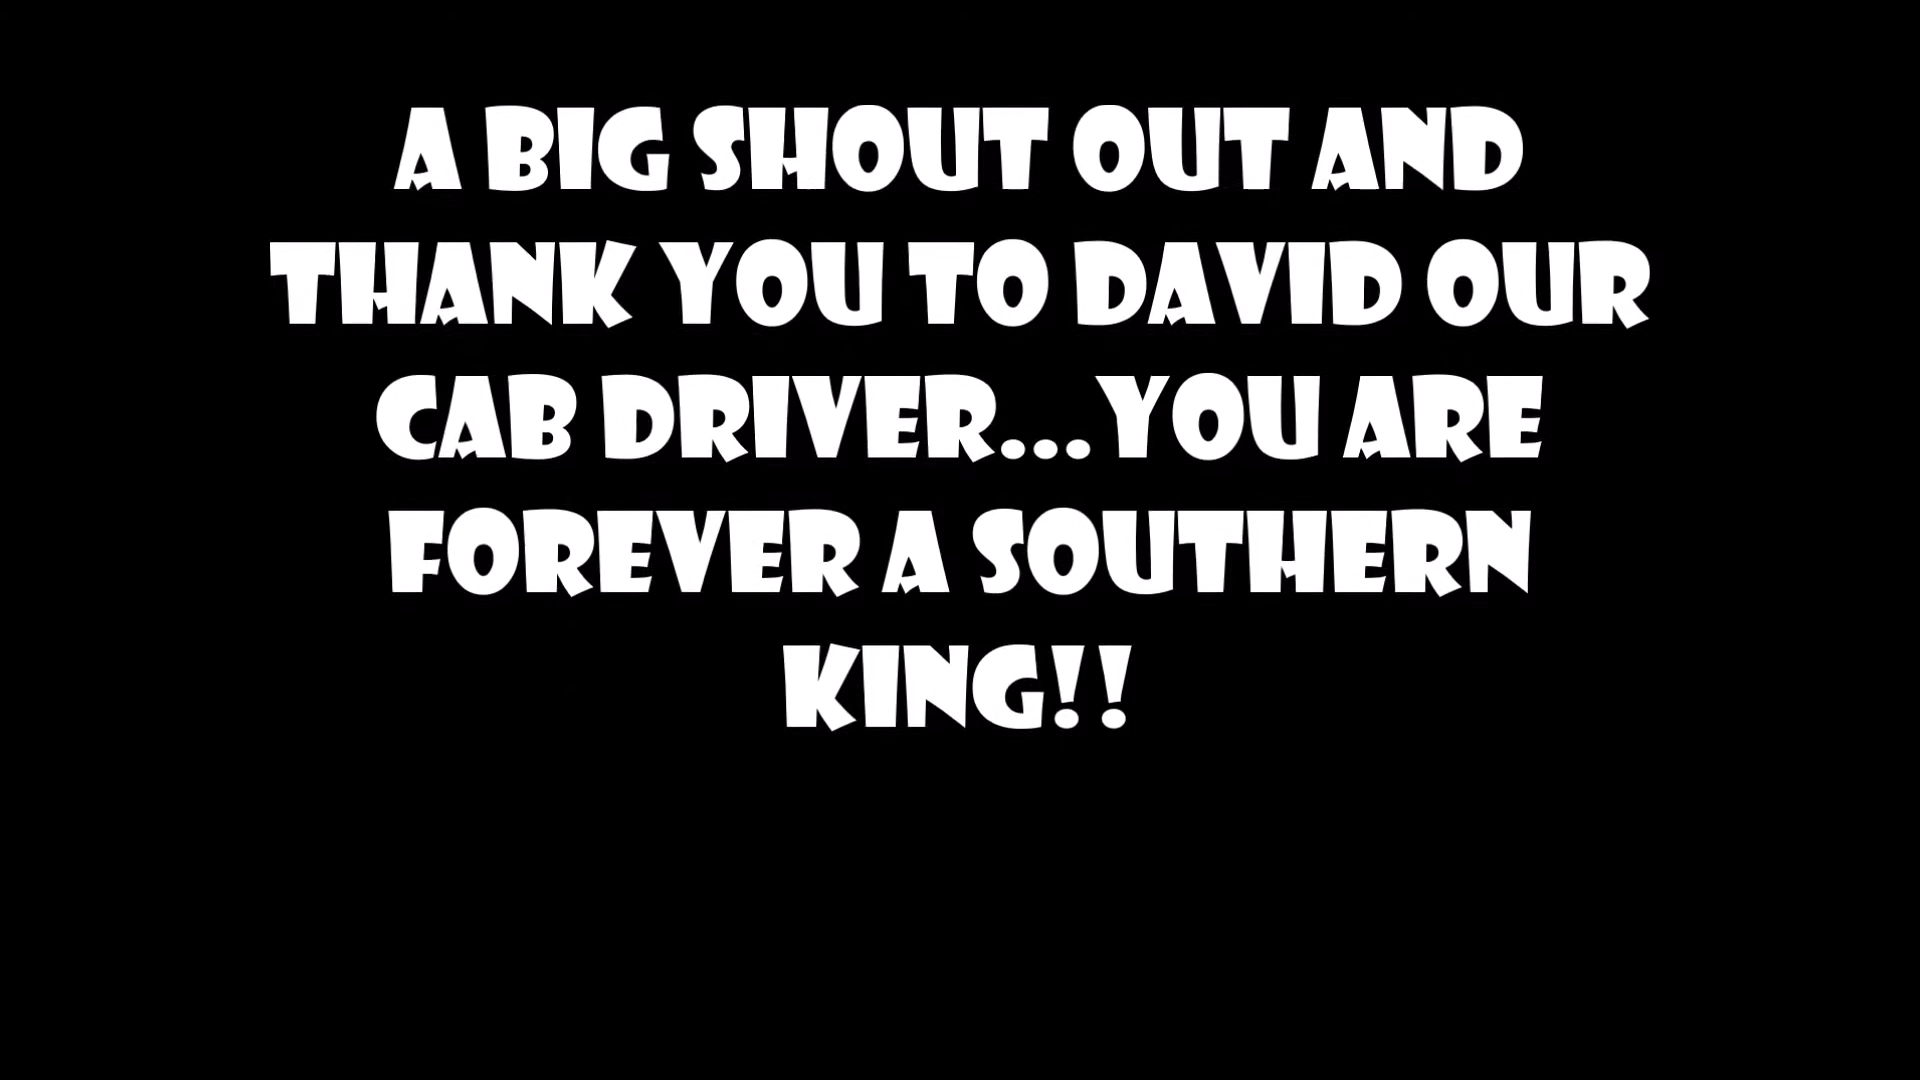 A BIG SHOUT OUT AND
THANK YOU TO DAVID OUR
CAB DRIVER...YOU ARE
FOREVER A SOUTHERN
KING!!